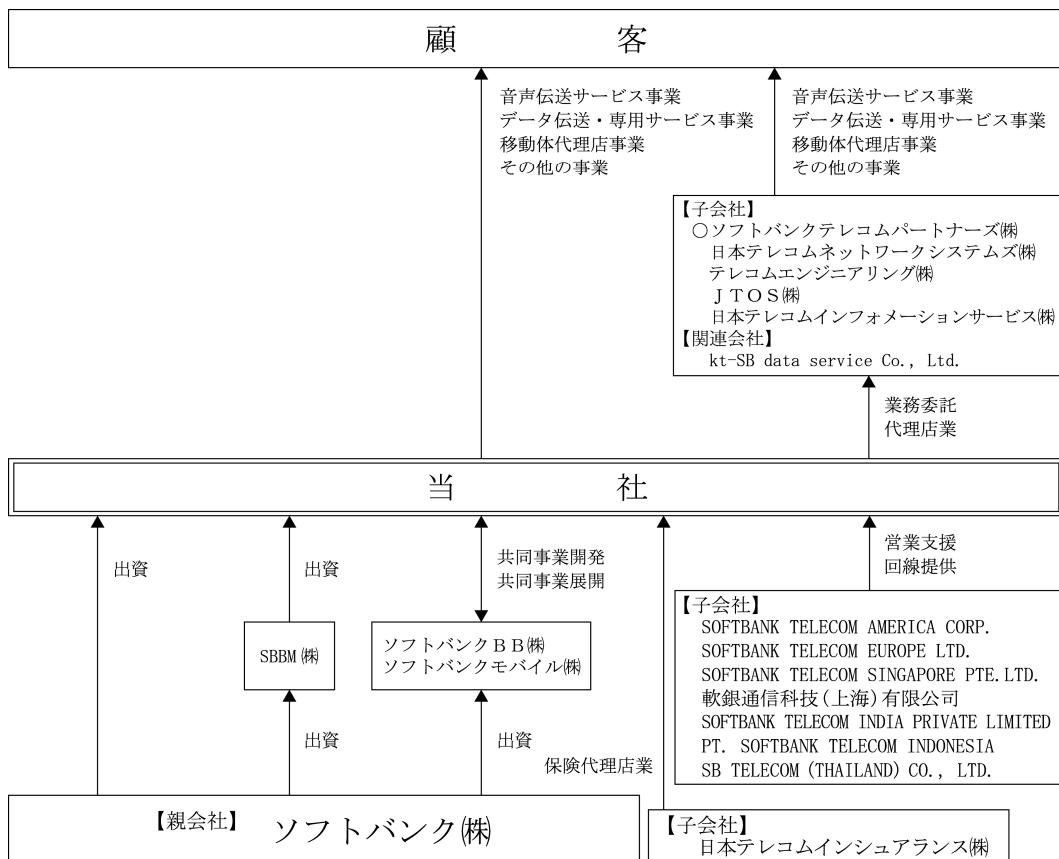 顧 客
音声伝送サービス事業
データ伝送・専用サービス事業
移動体代理店事業
その他の事業
音声伝送サービス事業
データ伝送・専用サービス事業
移動体代理店事業
その他の事業
【子会社】
○ソフトバンクテレコムパートナーズ㈱
日本テレコムネットワークシステムズ㈱
テレコムエンジニアリング㈱
ＪＴＯＳ㈱
日本テレコムインフォメーションサービス㈱
【関連会社】
kt-SB data service Co., Ltd.
業務委託
代理店業
当 社
出資
出資
共同事業開発
共同事業展開
営業支援
回線提供
SBBM㈱
ソフトバンクＢＢ㈱
ソフトバンクモバイル㈱
【子会社】
SOFTBANK TELECOM AMERICA CORP.
SOFTBANK TELECOM EUROPE LTD.
SOFTBANK TELECOM SINGAPORE PTE.LTD.
軟銀通信科技(上海)有限公司
SOFTBANK TELECOM INDIA PRIVATE LIMITED
PT. SOFTBANK TELECOM INDONESIA
SB TELECOM (THAILAND) CO., LTD.
出資
出資
保険代理店業
【親会社】 ソフトバンク㈱
【子会社】
日本テレコムインシュアランス㈱